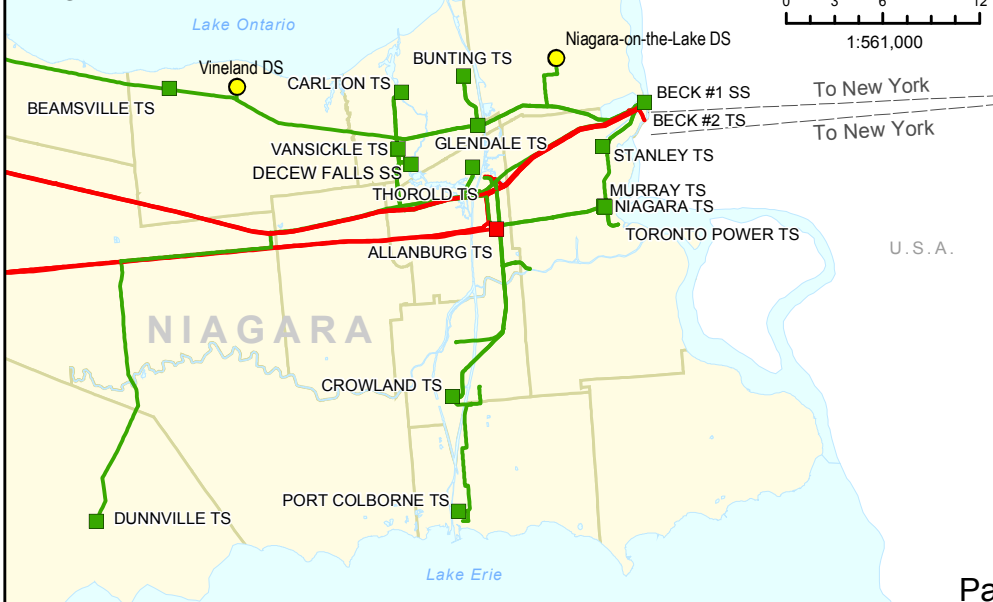 0 3 6 12
1:561,000
Lake Ontario
Niagara-on-the-Lake DS
BUNTING TS
Vineland DS
CARLTON TS
BEAMSVILLE TS
BECK #1 SS
To New York
BECK #2 TS
To New York
GLENDALE TS
VANSICKLE TS
STANLEY TS
DECEW FALLS SS
THOROLD TS
MURRAY TS
NIAGARA TS
TORONTO POWER TS
ALLANBURG TS
U.S.A.
NIAGARA
CROWLAND TS
PORT COLBORNE TS
DUNNVILLE TS
Lake Erie
Pa